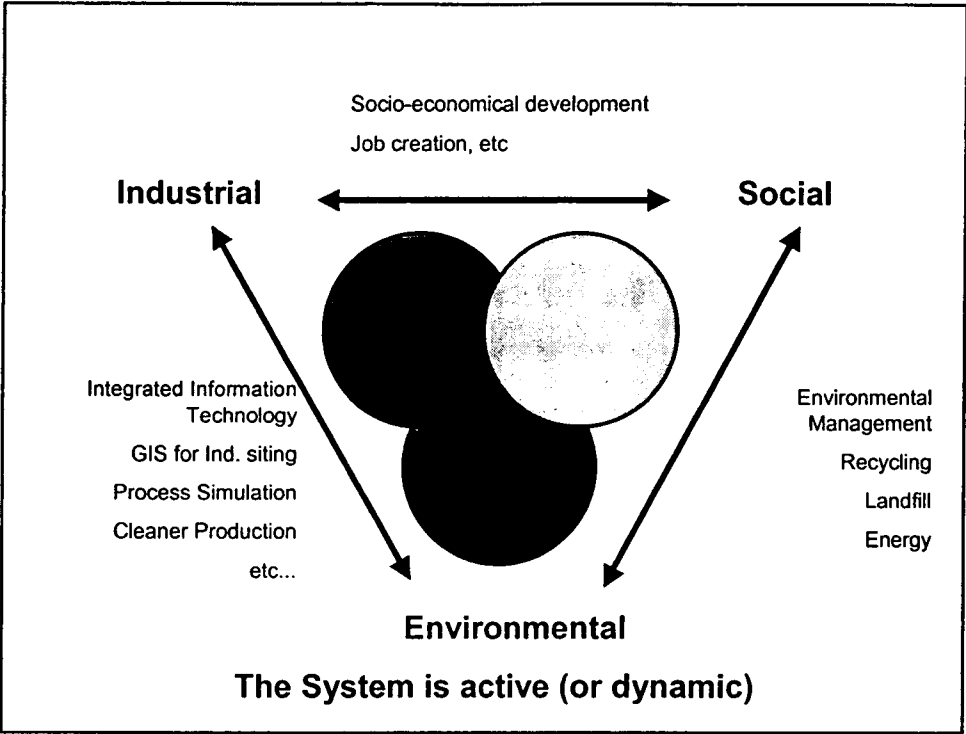 Socio-economical development
Job creation, etc
Industrial
Social
Integrated Information
Technology
GIS for Ind. siting
Process Simulation
Cleaner Production
etc...
Environmental
Management
Recycling
Landfill
Energy
Environmental
The System is active (or dynamic)